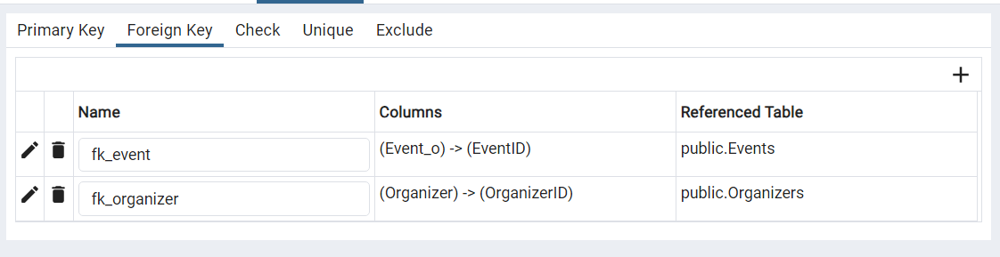 Primary Key Foreign Key Check Unique Exclude
Name Columns Referenced Table
fk_event (Event_o) -> (EventID) public.Events
fk_organizer (Organizer) -> (OrganizerID) public.Organizers